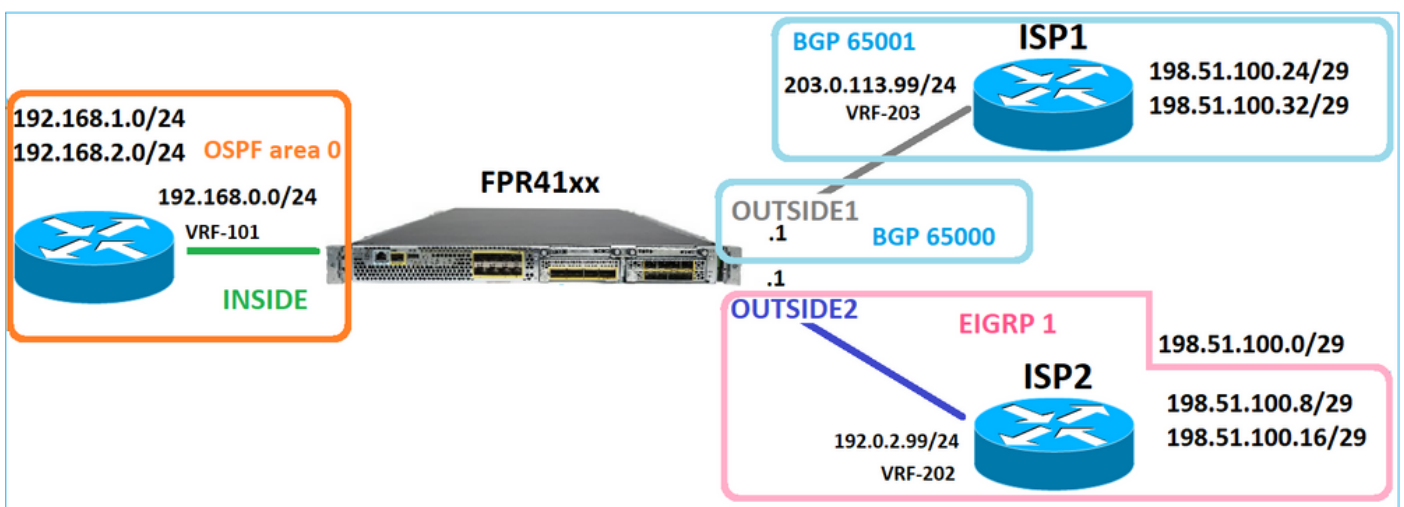 192.168.1.0/24
192.168.2.0/24 OSPF area 0
192.168.0.0/24
VRF-101
INSIDE
FPR41xx
BGP 65001
ISP1
203.0.113.99/24
VRF-203
198.51.100.24/29
198.51.100.32/29
OUTSIDE1
.1
BGP 65000
.1
OUTSIDE2
EIGRP 1
198.51.100.0/29
ISP2
192.0.2.99/24
VRF-202
198.51.100.8/29
198.51.100.16/29